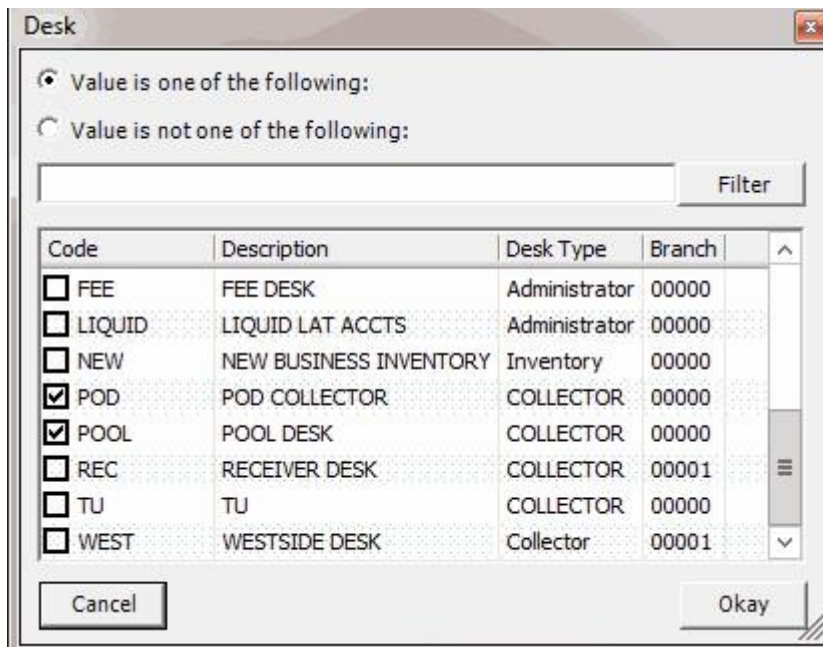 Desk
Value is one of the following:
Value is not one of the following:
Filter
Code Description Desk Type Branch
FEE FEE DESK Administrator 00000
LIQUID LIQUID LAT ACCTS Administrator 00000
NEW NEW BUSINESS INVENTORY Inventory 00000
POD POD COLLECTOR COLLECTOR 00000
POOL POOL DESK COLLECTOR 00000
REC RECEIVER DESK COLLECTOR 00001
TU TU COLLECTOR 00000
WEST WESTSIDE DESK Collector 00001
Cancel Okay